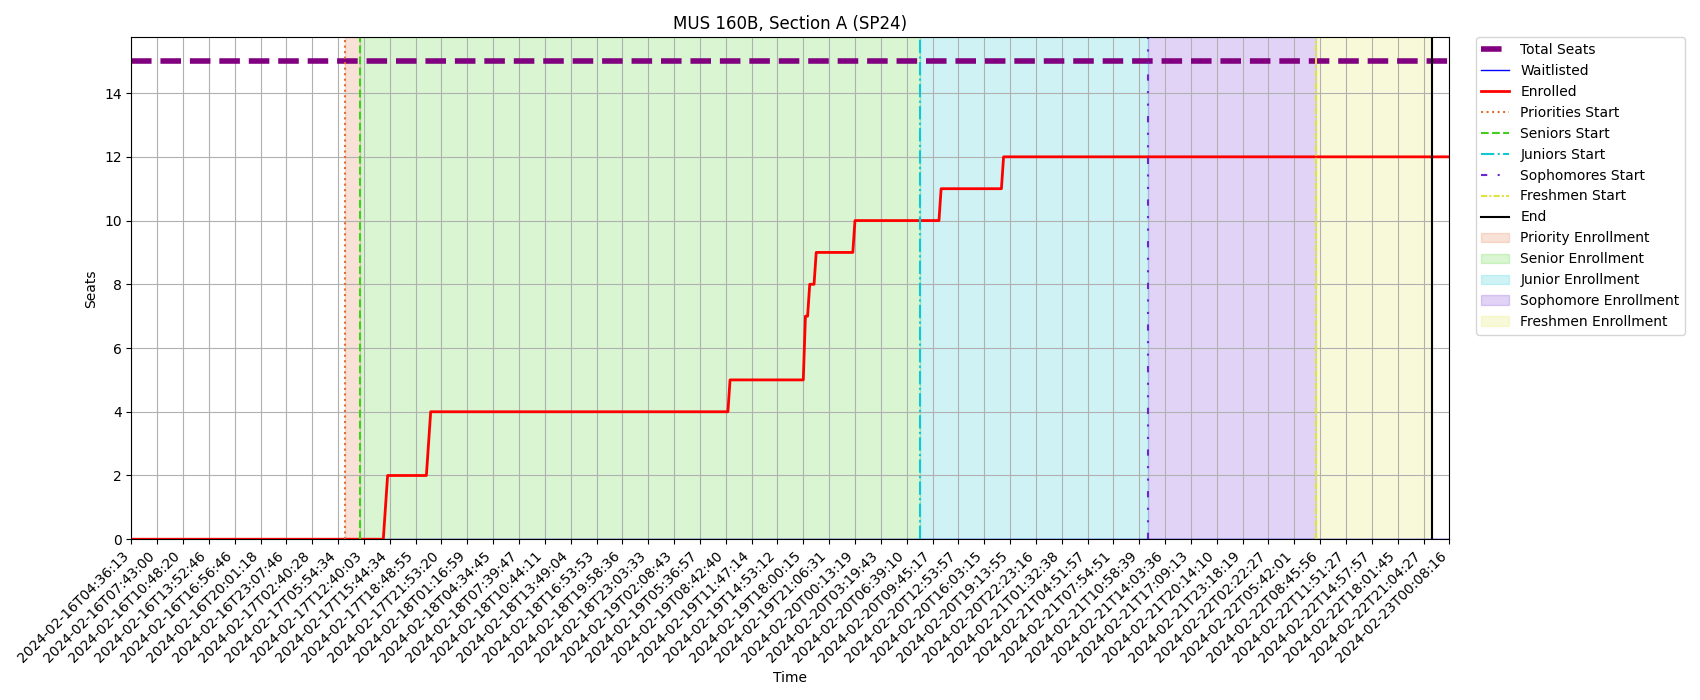 MUS 160B, Section A (SP24)
Seats
14
12
10
8
6
4
2
0
2024-02-16T04:36:13
2024-02-16T07:43:00
2024-02-16T10:48:20
2024-02-16T13:52:46
2024-02-16T16:56:46
2024-02-16T20:01:18
2024-02-16T23:07:46
2024-02-17T02:40:28
2024-02-17T05:54:34
2024-02-17T12:40:03
2024-02-17T15:44:34
2024-02-17T18:48:55
2024-02-17T21:53:20
2024-02-18T01:16:59
2024-02-18T04:34:45
2024-02-18T07:39:47
2024-02-18T10:44:11
2024-02-18T13:49:04
2024-02-18T16:53:53
2024-02-18T19:58:36
2024-02-18T23:03:33
2024-02-19T02:08:43
2024-02-19T05:36:57
2024-02-19T08:42:40
2024-02-19T11:47:14
2024-02-19T14:53:12
2024-02-19T18:00:15
2024-02-19T21:06:31
2024-02-20T00:13:19
2024-02-20T03:19:43
2024-02-20T06:39:10
2024-02-20T09:45:17
2024-02-20T12:53:57
2024-02-20T16:03:15
2024-02-20T19:13:55
2024-02-20T22:23:16
2024-02-21T01:32:38
2024-02-21T04:51:57
2024-02-21T07:54:51
2024-02-21T10:58:39
2024-02-21T14:03:36
2024-02-21T17:09:13
2024-02-21T20:14:10
2024-02-21T23:18:19
2024-02-22T02:22:27
2024-02-22T05:42:01
2024-02-22T08:45:56
2024-02-22T11:51:27
2024-02-22T14:57:57
2024-02-22T18:01:45
2024-02-22T21:04:27
2024-02-23T00:08:16
Time
Total Seats
Waitlisted
Enrolled
Priorities Start
Seniors Start
Juniors Start
Sophomores Start
Freshmen Start
End
Priority Enrollment
Senior Enrollment
Junior Enrollment
Sophomore Enrollment
Freshmen Enrollment